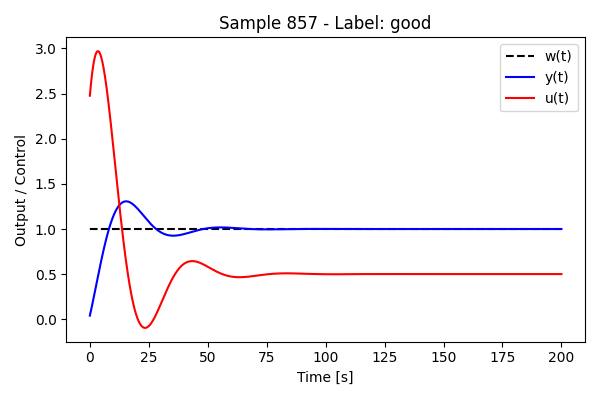 Sample 857 - Label: good
3.0
2.5
2.0
1.5
1.0
0.5
0.0
Output / Control
w(t)
y(t)
u(t)
0 25 50 75 100 125 150 175 200
Time [s]